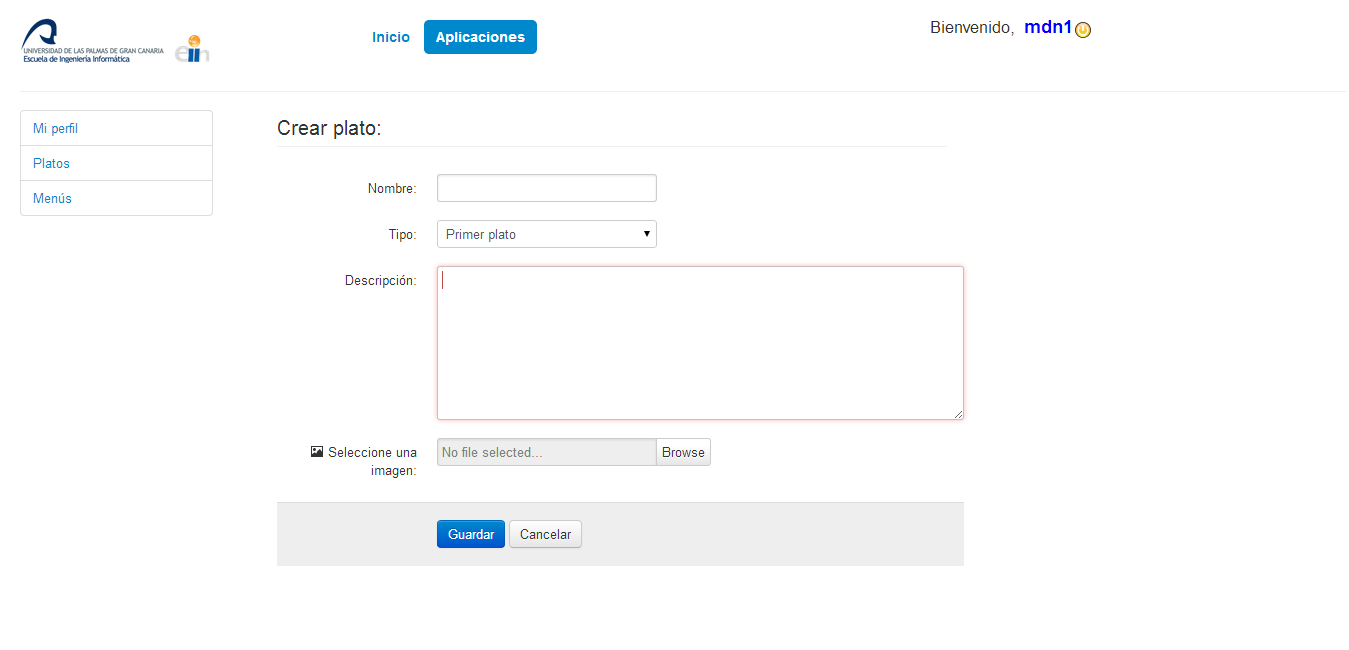 UNIVERSIDAD DE LAS PALMAS DE GRAN CANARIA
Escuela de Ingeniería Informática
eiin
Inicio
Aplicaciones
Bienvenido, mdn1
Mi perfil
Platos
Menús
Crear plato:
Nombre:
Tipo:
Primer plato
Descripción:
Seleccione una
imagen:
No file selected...
Browse
Guardar
Cancelar